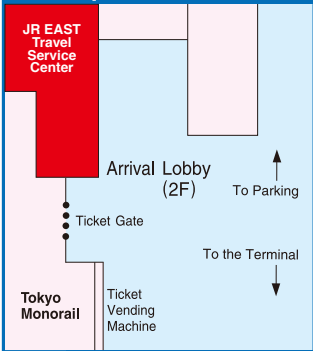 JR EAST
Travel
Service
Center
Arrival Lobby
(2F)
To Parking
Ticket Gate
To the Terminal
Tokyo
Monorail
Ticket
Vending
Machine